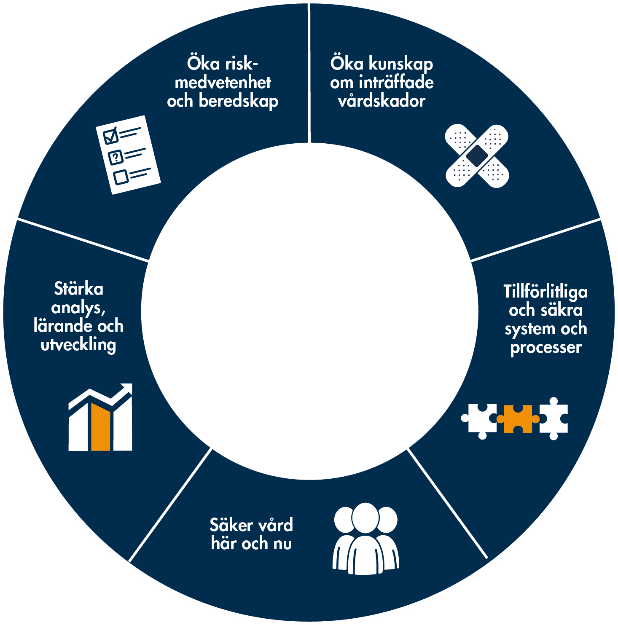 Öka risk-
medvetenhet
och beredskap
Öka kunskap
om inträffade
vårdskador
Tillförlitliga
och säkra
system och
processer
Säker vård
här och nu
Stärka
analys,
lärande och
utveckling
?